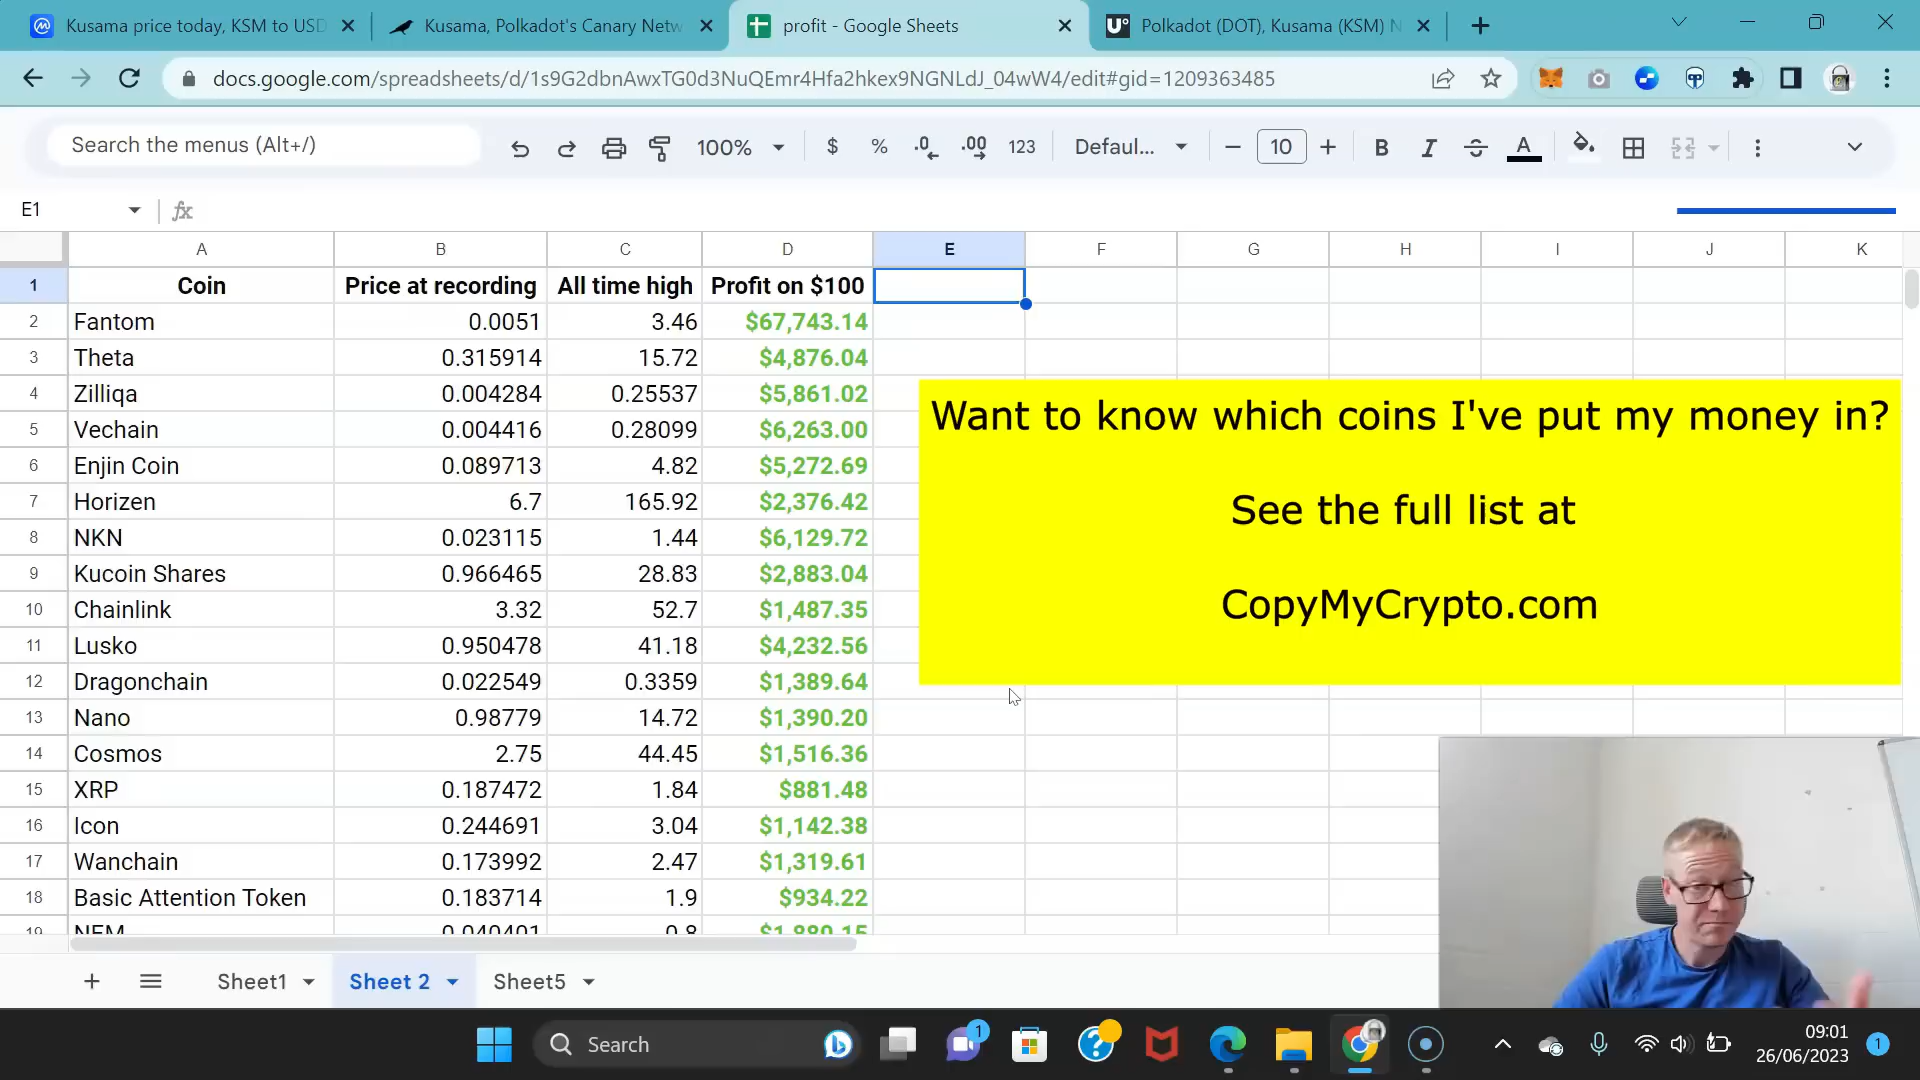 Kusama price today, KSM to USD
Kusama, Polkadot's Canary Netw
profit - Google Sheets
Polkadot (DOT), Kusama (KSM) N
docs.google.com/spreadsheets/d/1s9G2dbnAwxTG0d3NuQEmr4Hfa2hkex9NGNLdJ_04wW4/edit#gid=1209363485
Search the menus (Alt+/) 100% $ % .0 .00 123 Defaul... 10 B I A
E1 fx
A B C D E F G H I J K
1 Coin Price at recording All time high Profit on $100
2 Fantom 0.0051 3.46 $67,743.14
3 Theta 0.315914 15.72 $4,876.04
4 Zilliqa 0.004284 0.25537 $5,861.02
5 Vechain 0.004416 0.28099 $6,263.00
6 Enjin Coin 0.089713 4.82 $5,272.69
7 Horizen 6.7 165.92 $2,376.42
8 NKN 0.023115 1.44 $6,129.72
9 Kucoin Shares 0.966465 28.83 $2,883.04
10 Chainlink 3.32 52.7 $1,487.35
11 Lusko 0.950478 41.18 $4,232.56
12 Dragonchain 0.022549 0.3359 $1,389.64
13 Nano 0.98779 14.72 $1,390.20
14 Cosmos 2.75 44.45 $1,516.36
15 XRP 0.187472 1.84 $881.48
16 Icon 0.244691 3.04 $1,142.38
17 Wanchain 0.173992 2.47 $1,319.61
18 Basic Attention Token 0.183714 1.9 $934.22
19 NEM 0.040401 0.8 $1,880.15
Want to know which coins I've put my money in?
See the full list at
CopyMyCrypto.com
Sheet1 Sheet 2 Sheet5
Search
1
09:01
26/06/2023
1